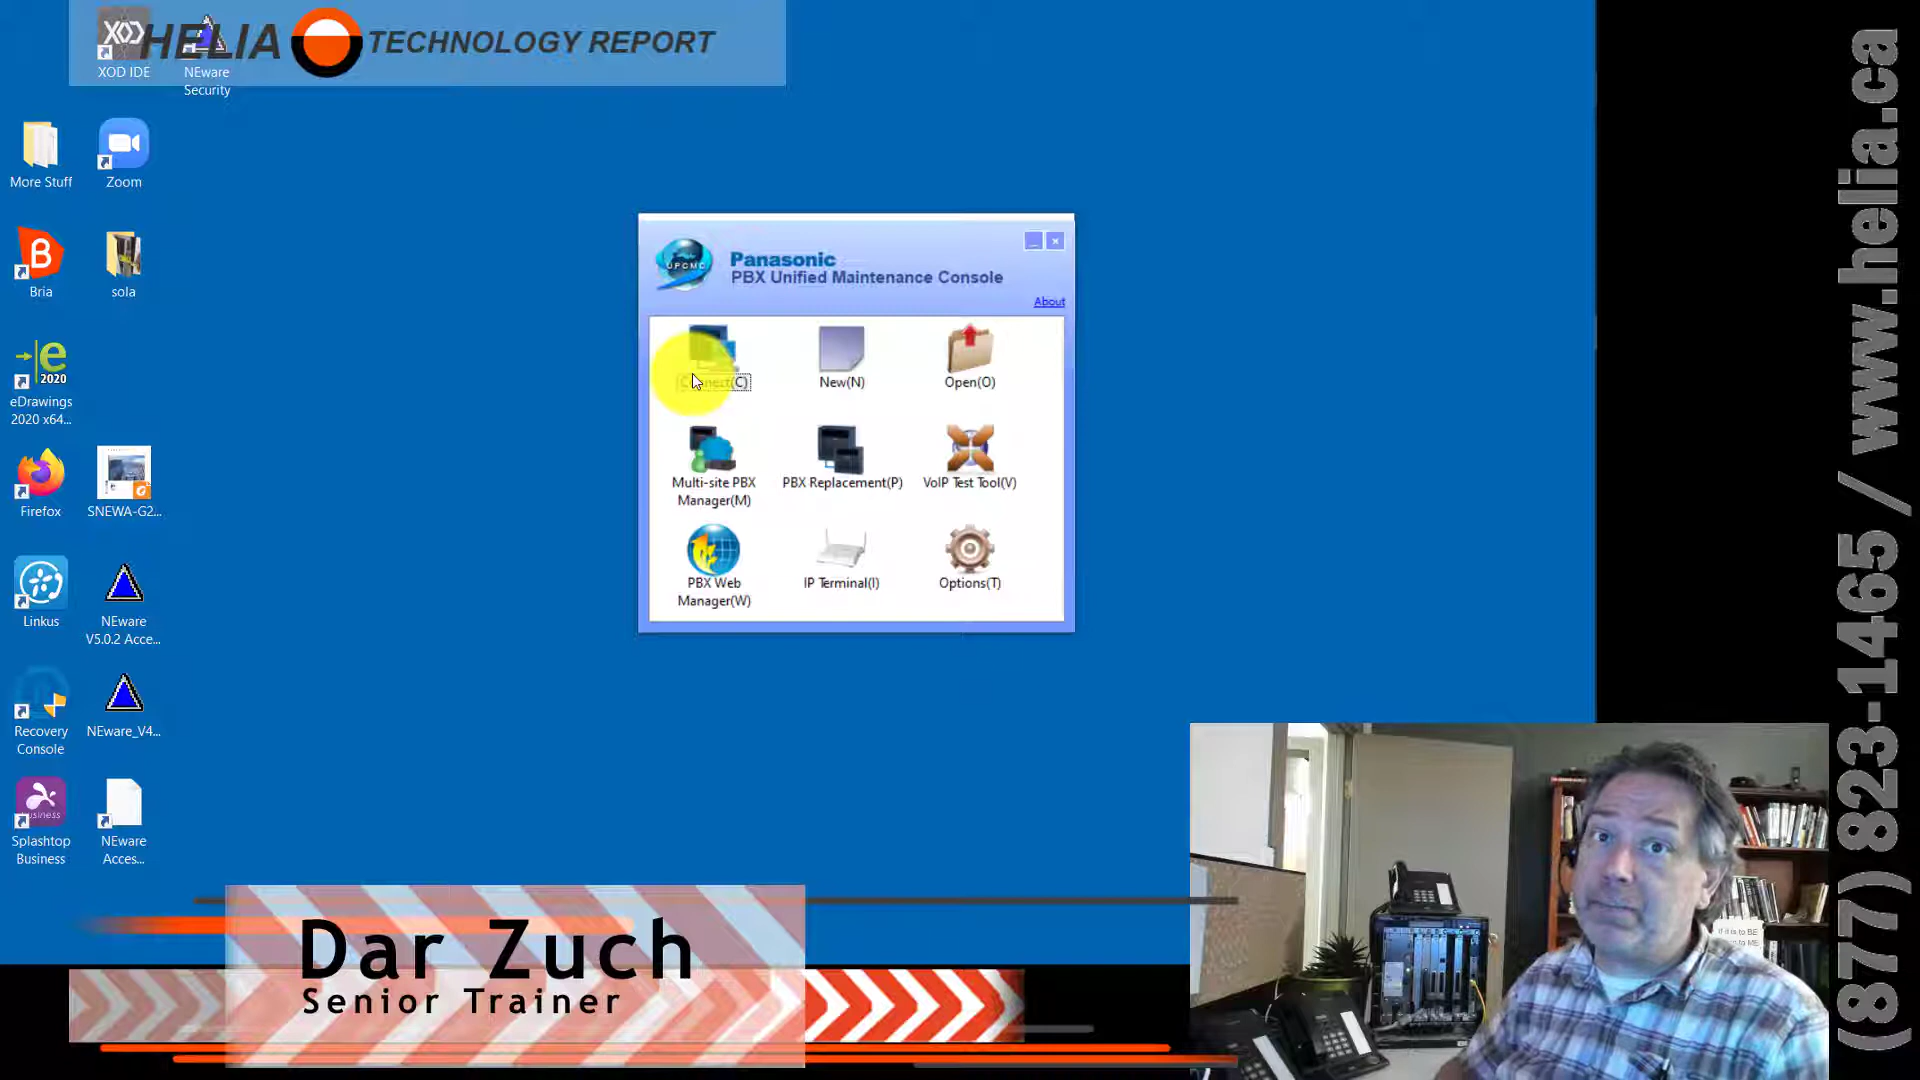 HELIA TECHNOLOGY REPORT
XOD
XOD IDE
NEware
Security
More Stuff
Zoom
Bria
sola
2020
eDrawings
2020 x64...
Firefox
SNEWA-G2...
Linkus
NEware
V5.0.2 Acce...
Recovery
Console
NEware_V4...
Splashtop
Business
NEware
Acces...
UPCMC
Panasonic
PBX Unified Maintenance Console
About
Connect(C)
New(N)
Open(O)
Multi-site PBX
Manager(M)
PBX Replacement(P)
VoIP Test Tool(V)
PBX Web
Manager(W)
IP Terminal(I)
Options(T)
Dar Zuch
Senior Trainer
(877) 823-1465 / www.helia.ca